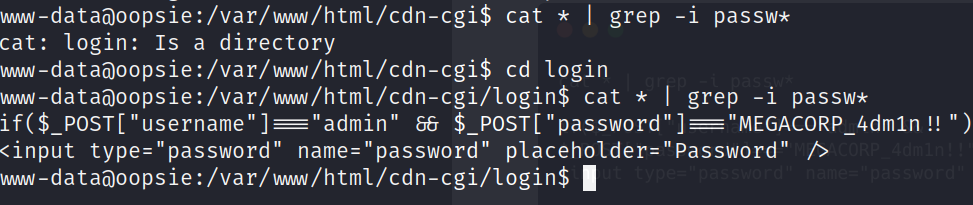 www-data@oopsie:/var/www/html/cdn-cgi$ cat * | grep -i passw*
cat: login: Is a directory
www-data@oopsie:/var/www/html/cdn-cgi$ cd login
www-data@oopsie:/var/www/html/cdn-cgi/login$ cat * | grep -i passw*
if($_POST["username"]==="admin" && $_POST["password"]==="MEGACORP_4dm1n!!")
<input type="password" name="password" placeholder="Password" />
www-data@oopsie:/var/www/html/cdn-cgi/login$